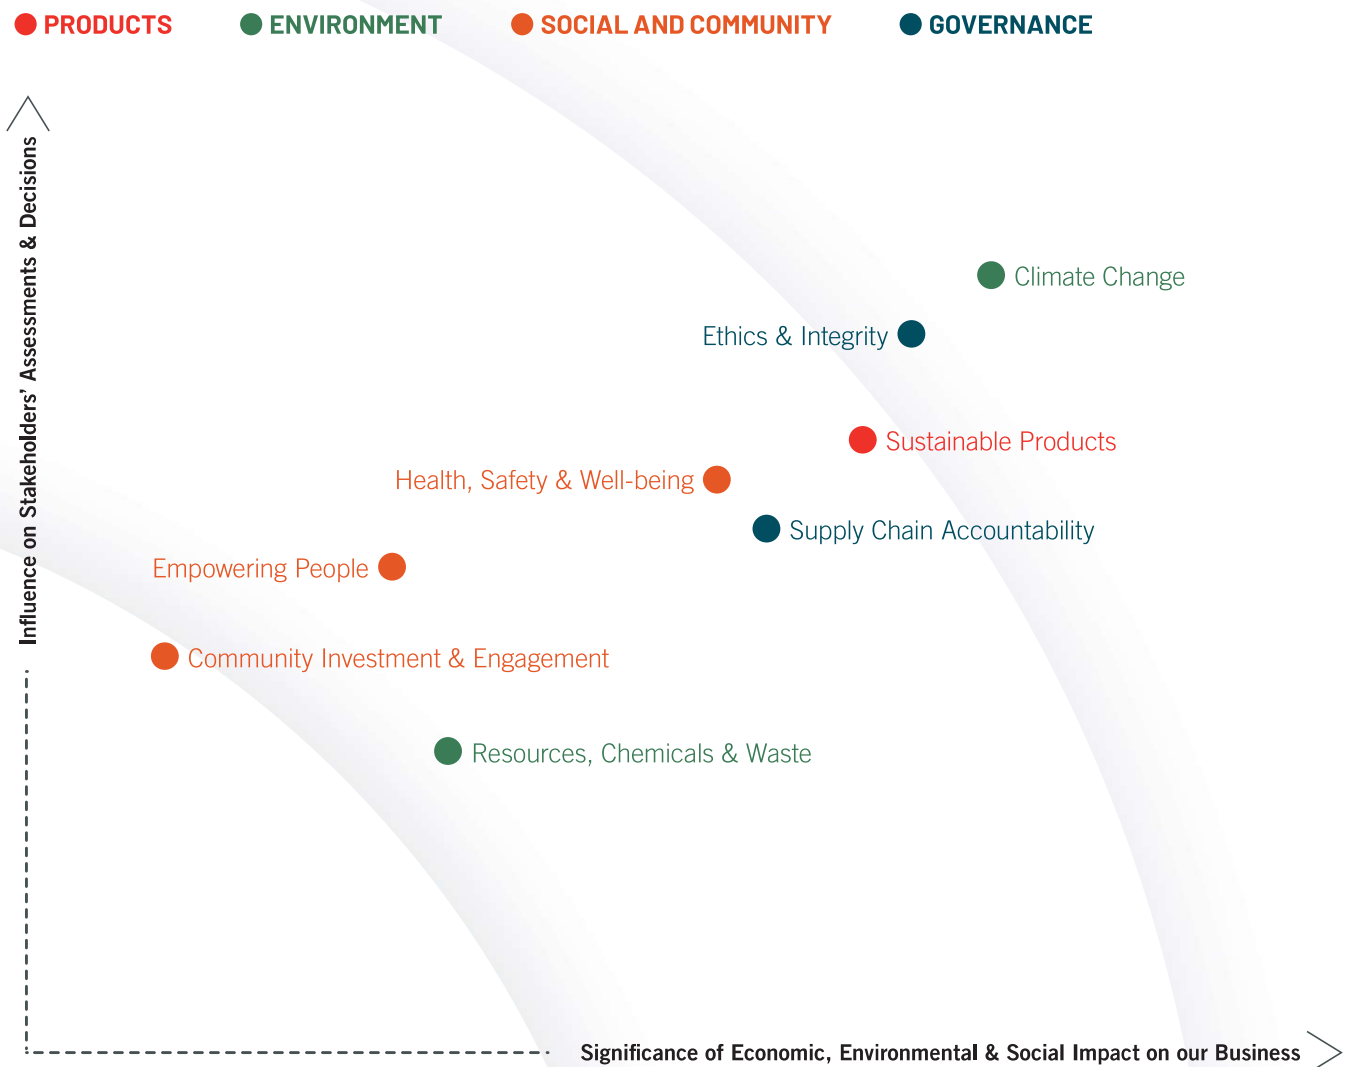 PRODUCTS
ENVIRONMENT
SOCIAL AND COMMUNITY
GOVERNANCE
Influence on Stakeholders’ Assessments & Decisions
Climate Change
Ethics & Integrity
Sustainable Products
Health, Safety & Well-being
Supply Chain Accountability
Empowering People
Community Investment & Engagement
Resources, Chemicals & Waste
Significance of Economic, Environmental & Social Impact on our Business